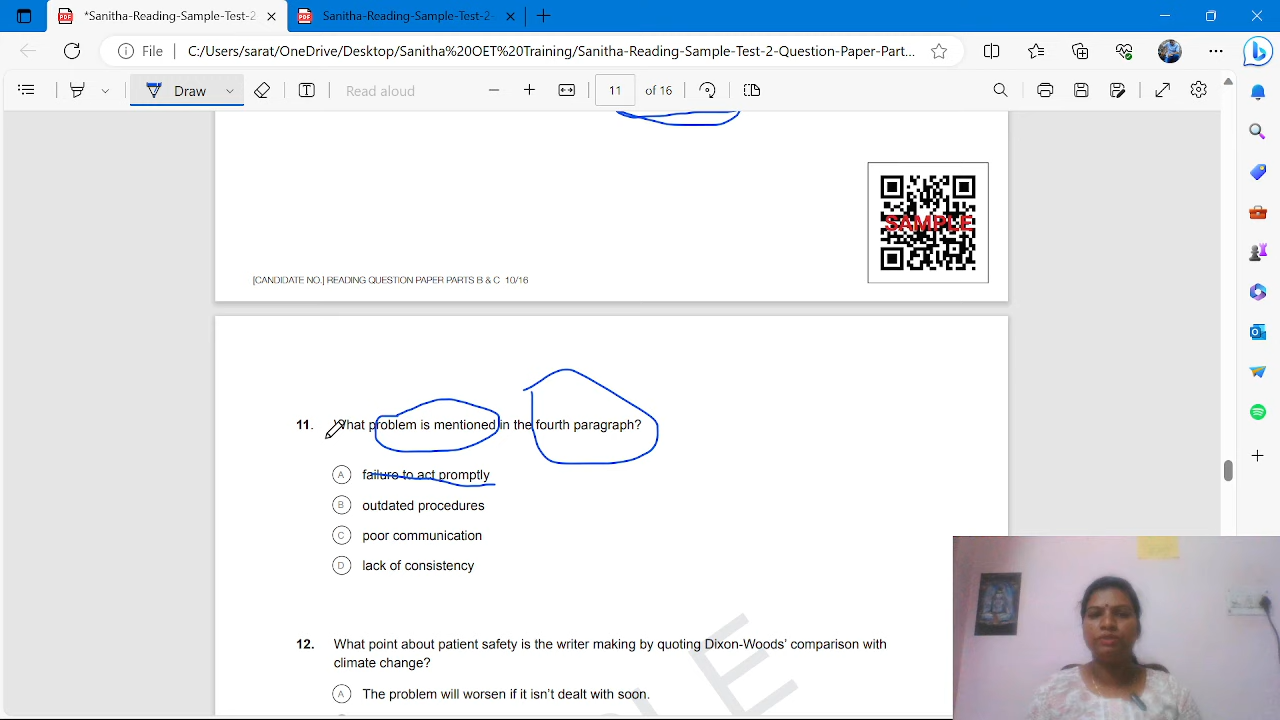 *Sanitha-Reading-Sample-Test-2
Sanitha-Reading-Sample-Test-2-
File
C:/Users/sarat/OneDrive/Desktop/Sanitha%20OET%20Training/Sanitha-Reading-Sample-Test-2-Question-Paper-Part...
Draw
Read aloud
11
of 16
SAMPLE
[CANDIDATE NO.] READING QUESTION PAPER PARTS B & C 10/16
11. What problem is mentioned in the fourth paragraph?
A failure to act promptly
B outdated procedures
C poor communication
D lack of consistency
12. What point about patient safety is the writer making by quoting Dixon-Woods' comparison with
climate change?
A The problem will worsen if it isn't dealt with soon.